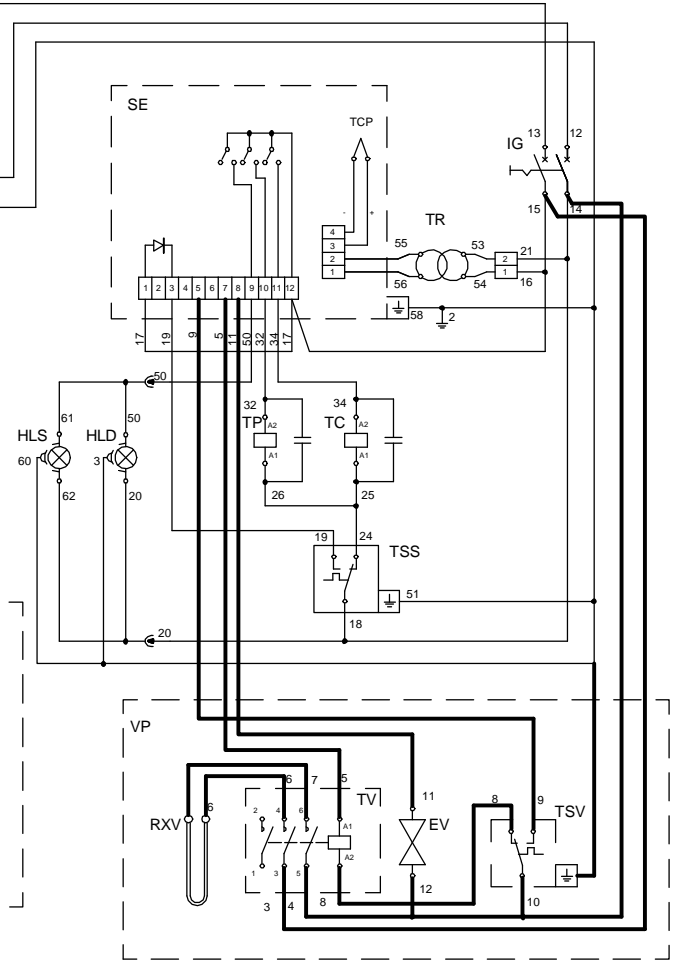 SE
TCP
13 12
IG
15 14
- +
4
3
2
1
TR
55 53
56 54
2 21
1 16
58
2
1 2 3 4 5 6 7 8 9 10 11 12
17 19 9 5 11 50 32 34 17
50
61 50
32 34
TP A2 TC A2
A1 A1
HLS HLD
60 3
62 20
26 25
19 24
TSS
51
18
20
VP
6 7 5
11
8 9
TSV
RXV 6
TV
2 4 6 A1
EV
A2
1 3 5
12
10
3 4 8